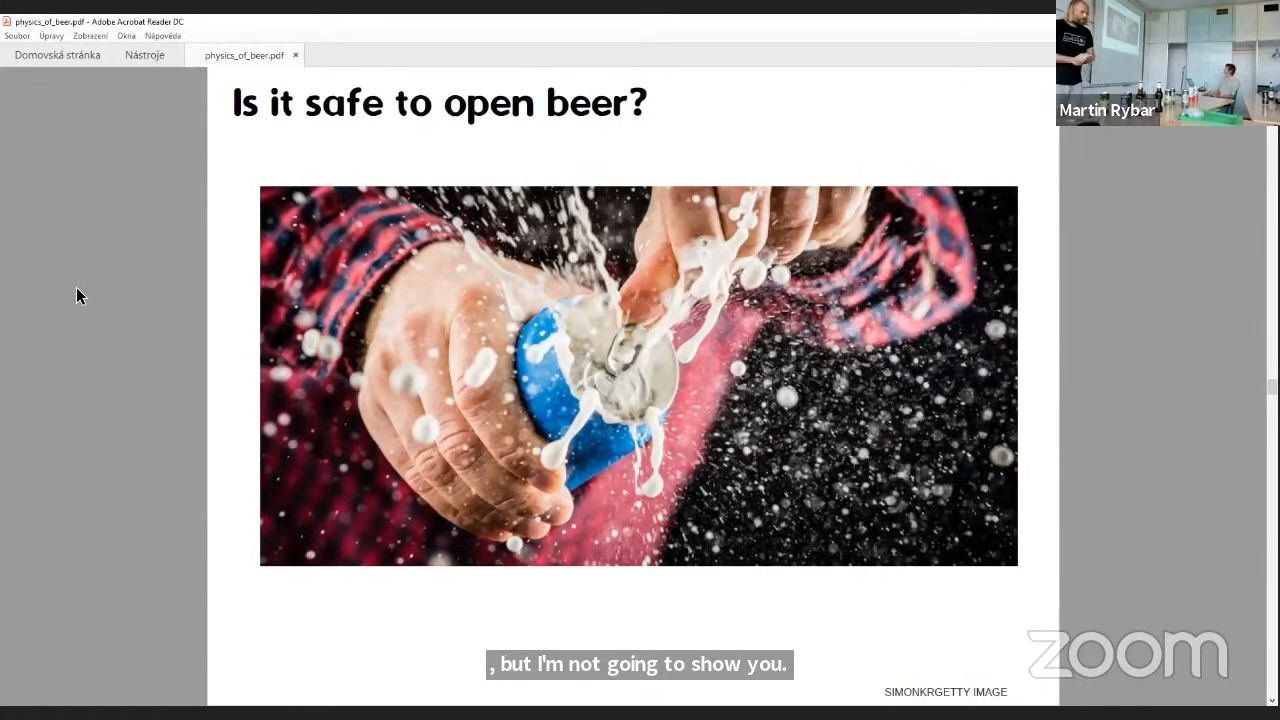 physics_of_beer.pdf - Adobe Acrobat Reader DC
Soubor Úpravy Zobrazení Okna Nápověda
Domovská stránka Nástroje physics_of_beer.pdf ×
Martin Rybar
Is it safe to open beer?
, but I'm not going to show you.
zoom
SIMONKRGETTY IMAGE